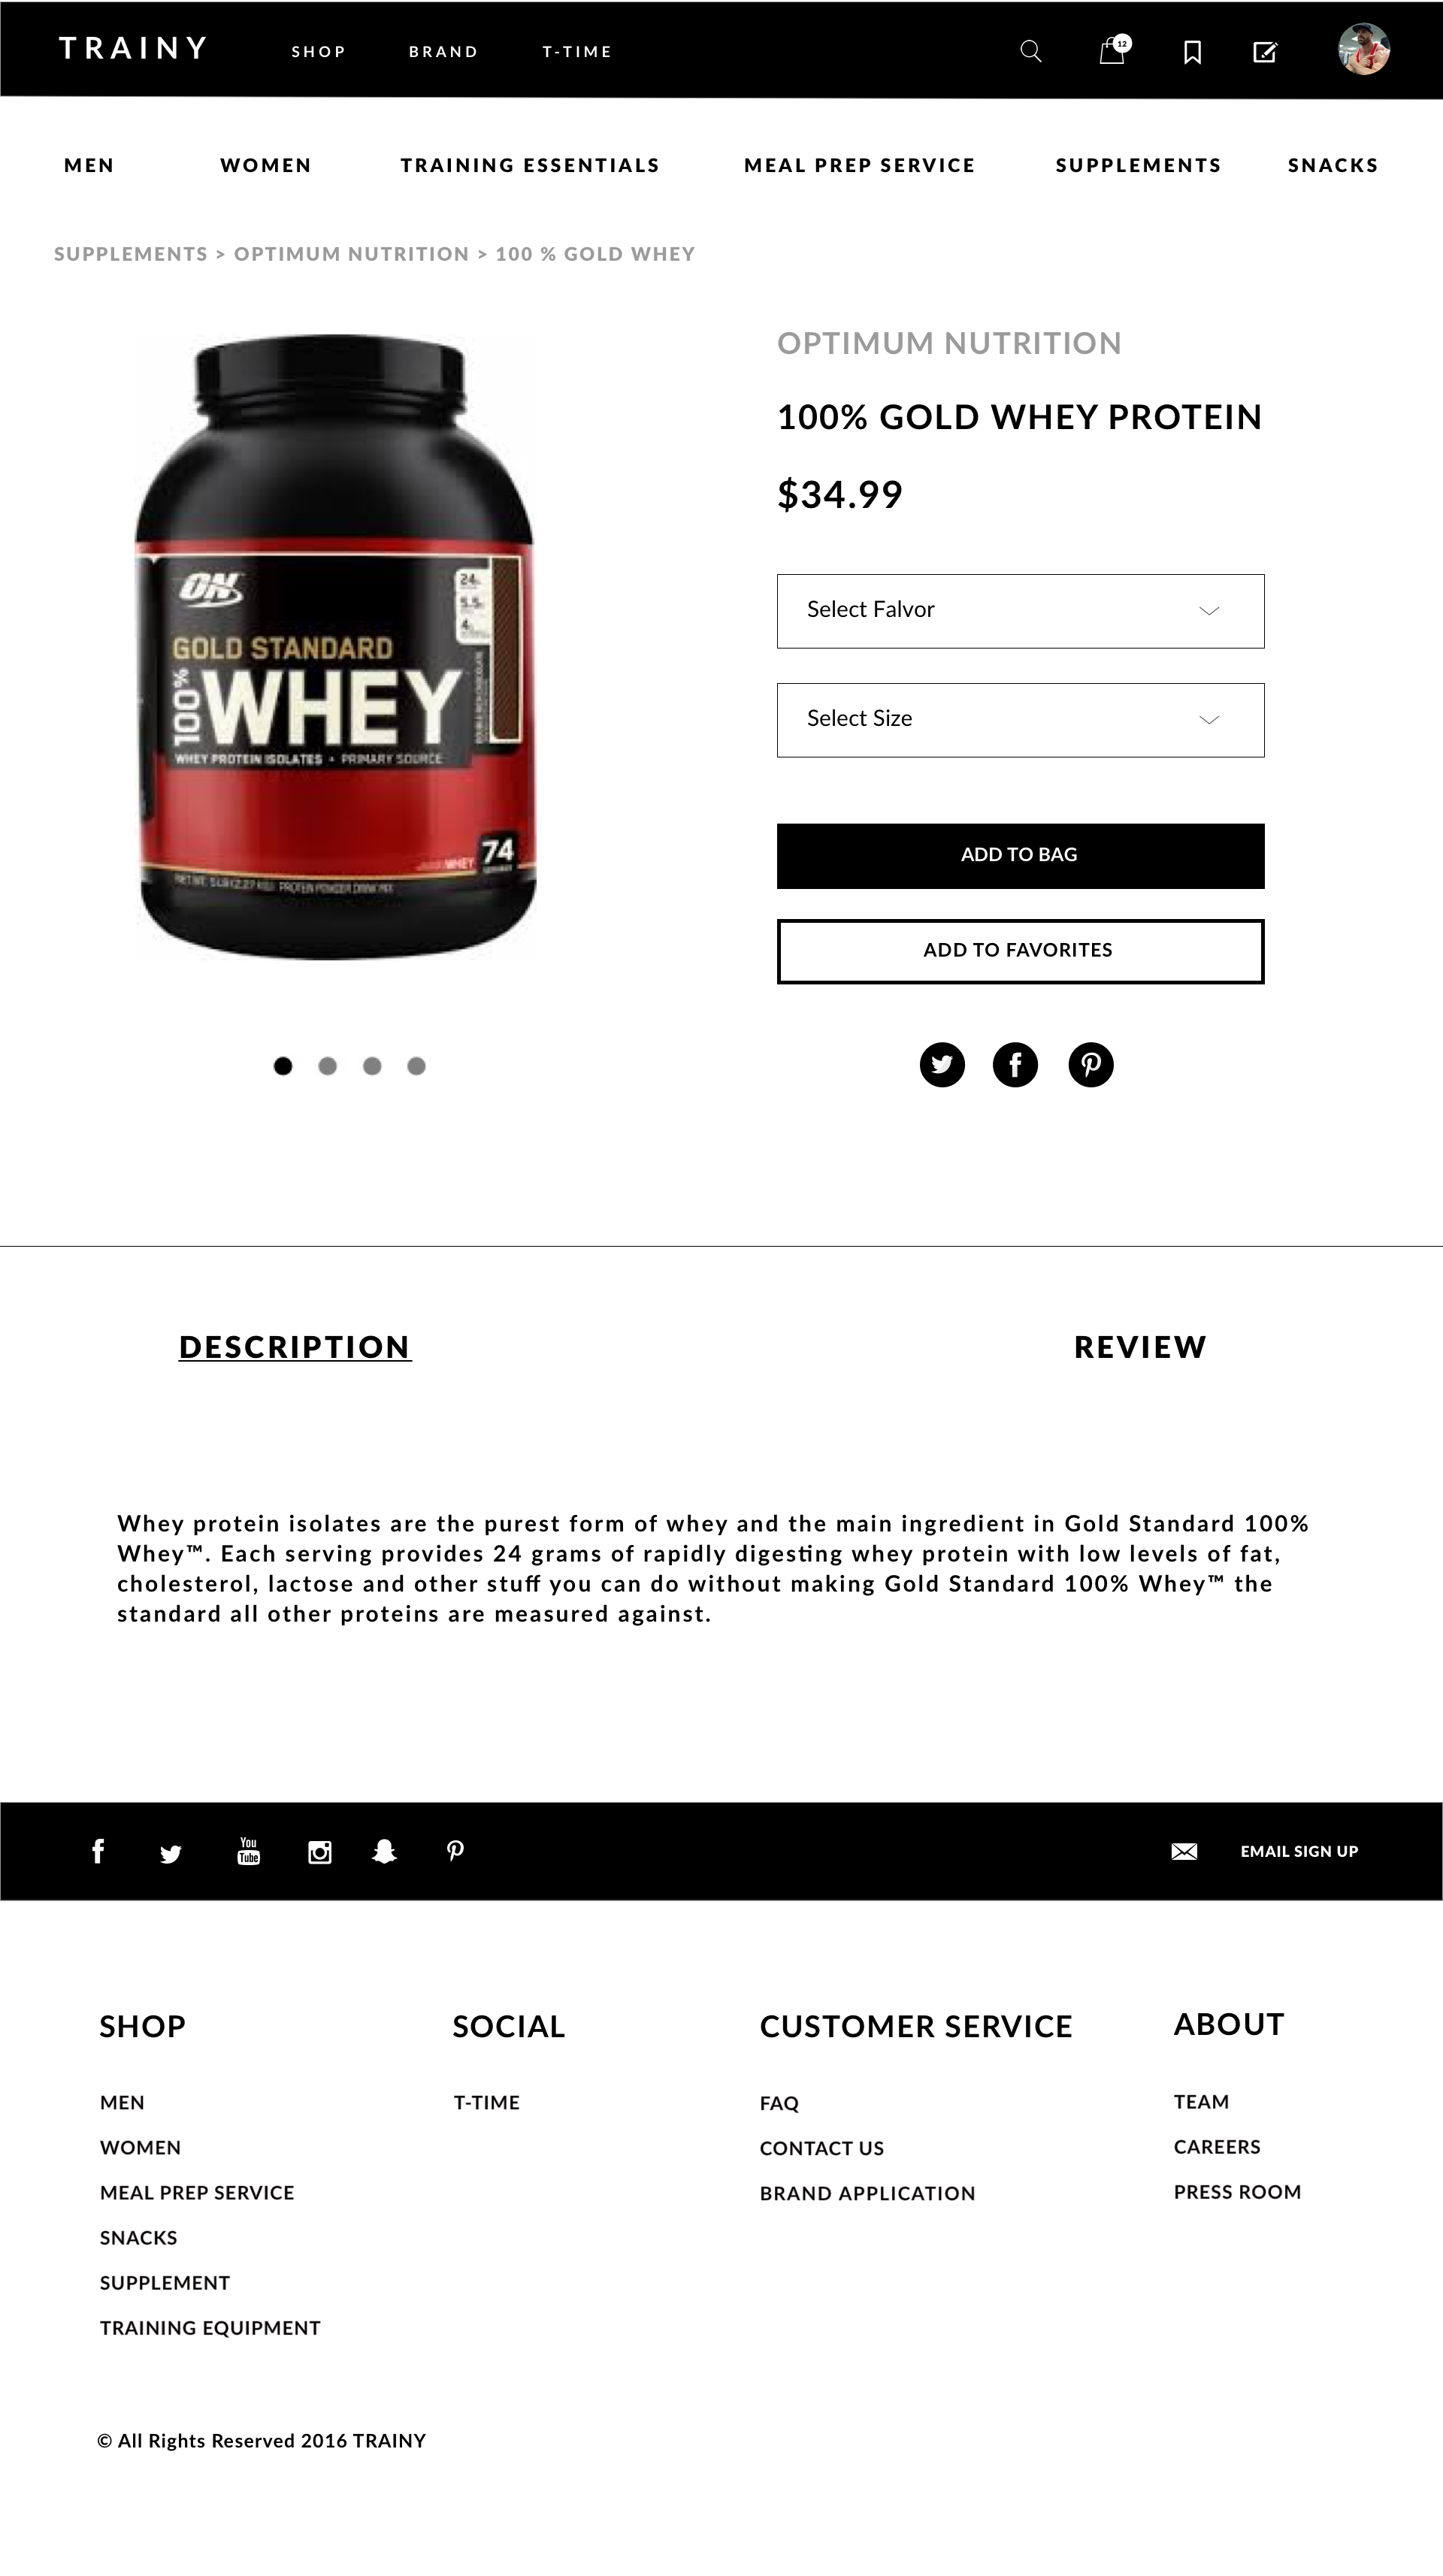 TRAINY
SHOP BRAND T-TIME
12
MEN WOMEN TRAINING ESSENTIALS MEAL PREP SERVICE SUPPLEMENTS SNACKS
SUPPLEMENTS > OPTIMUM NUTRITION > 100 % GOLD WHEY
ON
24
5.5
4
GOLD STANDARD
100% WHEY
WHEY PROTEIN ISOLATES • PRIMARY SOURCE
WHEY
74
OPTIMUM NUTRITION
100% GOLD WHEY PROTEIN
$34.99
Select Falvor
Select Size
ADD TO BAG
ADD TO FAVORITES
DESCRIPTION
REVIEW
Whey protein isolates are the purest form of whey and the main ingredient in Gold Standard 100%
Whey™. Each serving provides 24 grams of rapidly digesting whey protein with low levels of fat,
cholesterol, lactose and other stuff you can do without making Gold Standard 100% Whey™ the
standard all other proteins are measured against.
You
Tube
EMAIL SIGN UP
SHOP
MEN
WOMEN
MEAL PREP SERVICE
SNACKS
SUPPLEMENT
TRAINING EQUIPMENT
SOCIAL
T-TIME
CUSTOMER SERVICE
FAQ
CONTACT US
BRAND APPLICATION
ABOUT
TEAM
CAREERS
PRESS ROOM
© All Rights Reserved 2016 TRAINY